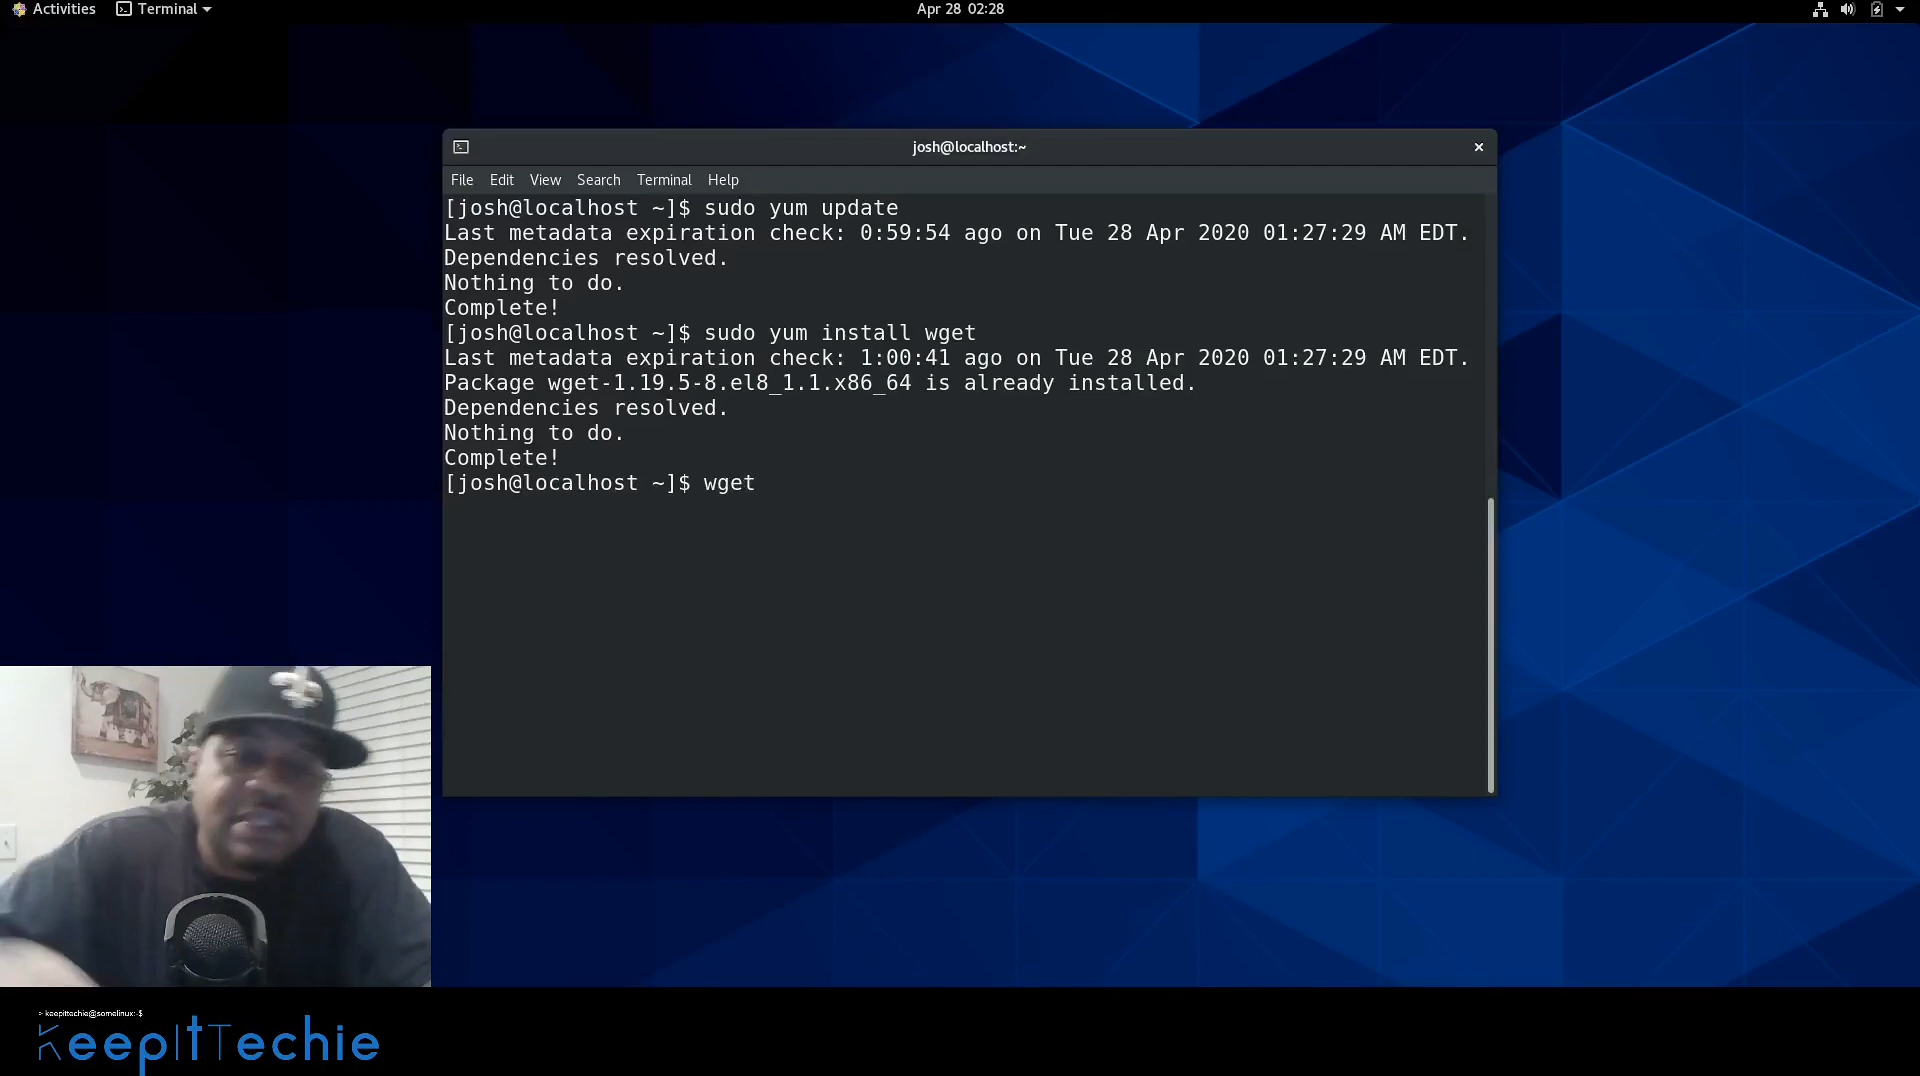 Activities Terminal Apr 28 02:28
josh@localhost:~
File Edit View Search Terminal Help
[josh@localhost ~]$ sudo yum update
Last metadata expiration check: 0:59:54 ago on Tue 28 Apr 2020 01:27:29 AM EDT.
Dependencies resolved.
Nothing to do.
Complete!
[josh@localhost ~]$ sudo yum install wget
Last metadata expiration check: 1:00:41 ago on Tue 28 Apr 2020 01:27:29 AM EDT.
Package wget-1.19.5-8.el8_1.1.x86_64 is already installed.
Dependencies resolved.
Nothing to do.
Complete!
[josh@localhost ~]$ wget
> keepittechie@somelinux:-$
KeepItTechie